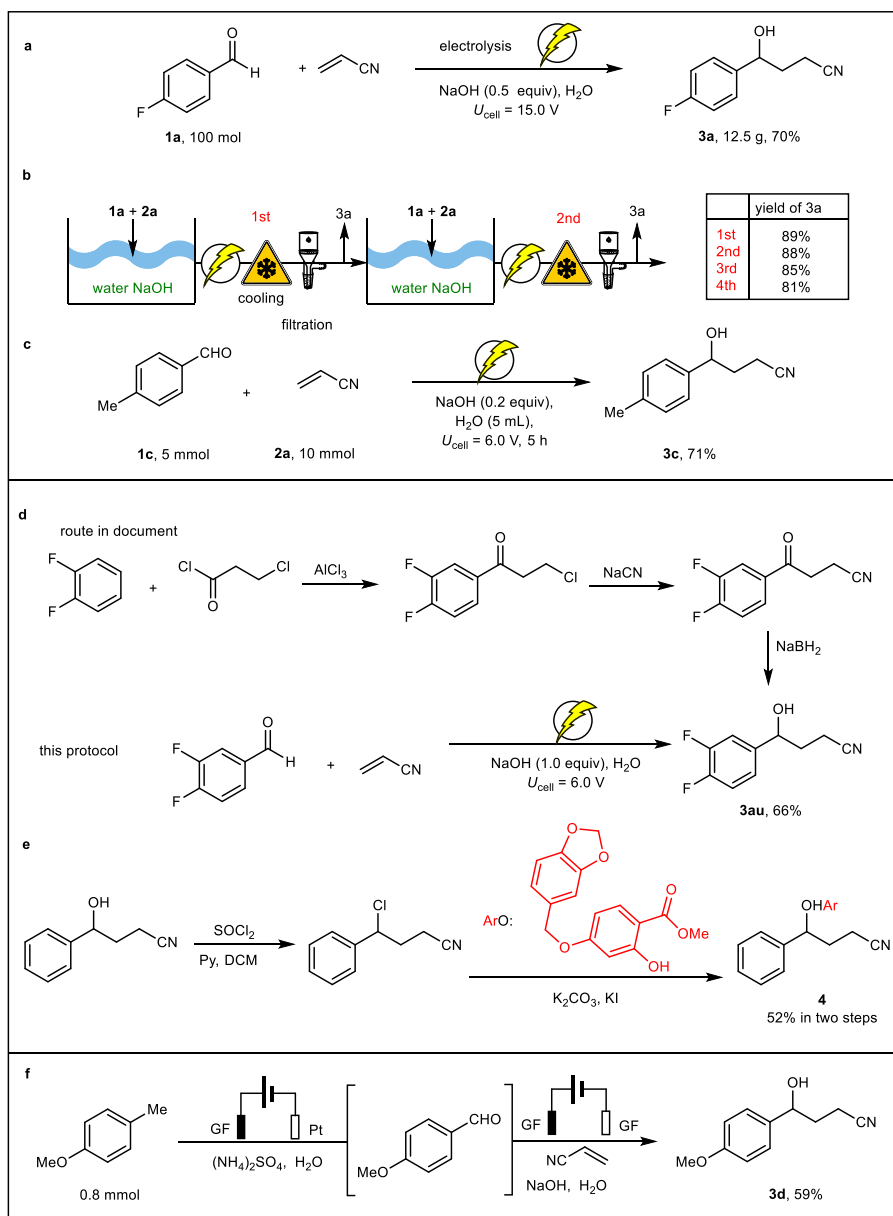 a
O
H
F
1a, 100 mol
+
CN
electrolysis
NaOH (0.5 equiv), H2O
Ucell = 15.0 V
OH
CN
F
3a, 12.5 g, 70%
b
1a + 2a
water NaOH
1st
cooling
filtration
3a
1a + 2a
water NaOH
2nd
3a
yield of 3a
1st 89%
2nd 88%
3rd 85%
4th 81%
c
CHO
Me
1c, 5 mmol
+
CN
2a, 10 mmol
NaOH (0.2 equiv),
H2O (5 mL),
Ucell = 6.0 V, 5 h
OH
CN
Me
3c, 71%
d
route in document
F
F
+
Cl
O
Cl
AlCl3
O
Cl
F
F
NaCN
O
CN
F
F
NaBH2
this protocol
O
H
F
F
+
CN
NaOH (1.0 equiv), H2O
Ucell = 6.0 V
OH
CN
F
F
3au, 66%
e
OH
CN
SOCl2
Py, DCM
Cl
CN
ArO:
O
O
O
O
OMe
OH
K2CO3, KI
OHAr
CN
4
52% in two steps
f
Me
MeO
0.8 mmol
GF
Pt
(NH4)2SO4, H2O
CHO
MeO
GF
GF
NC
NaOH, H2O
OH
CN
MeO
3d, 59%